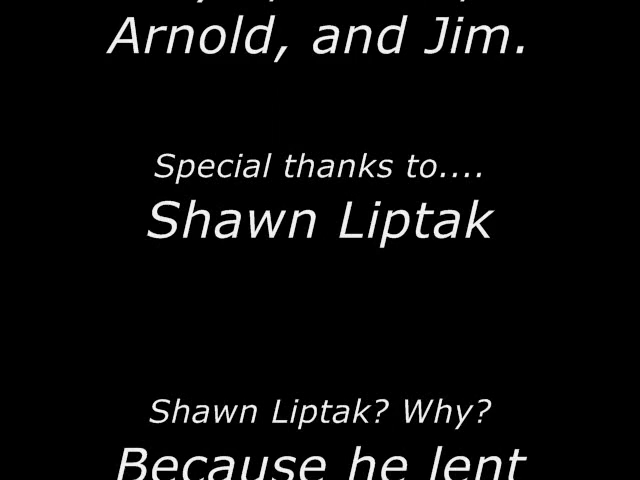 Arnold, and Jim.
Special thanks to....
Shawn Liptak
Shawn Liptak? Why?
Because he lent